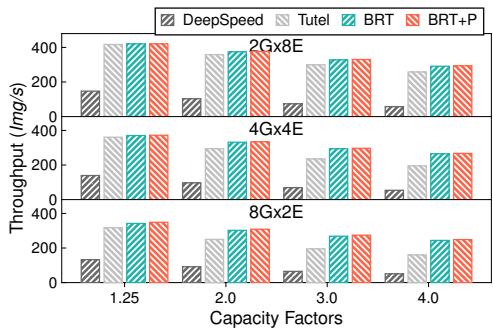 DeepSpeed Tutel BRT BRT+P
Throughput (Img/s)
2Gx8E
400
200
0
4Gx4E
400
200
0
8Gx2E
400
200
0
1.25 2.0 3.0 4.0
Capacity Factors